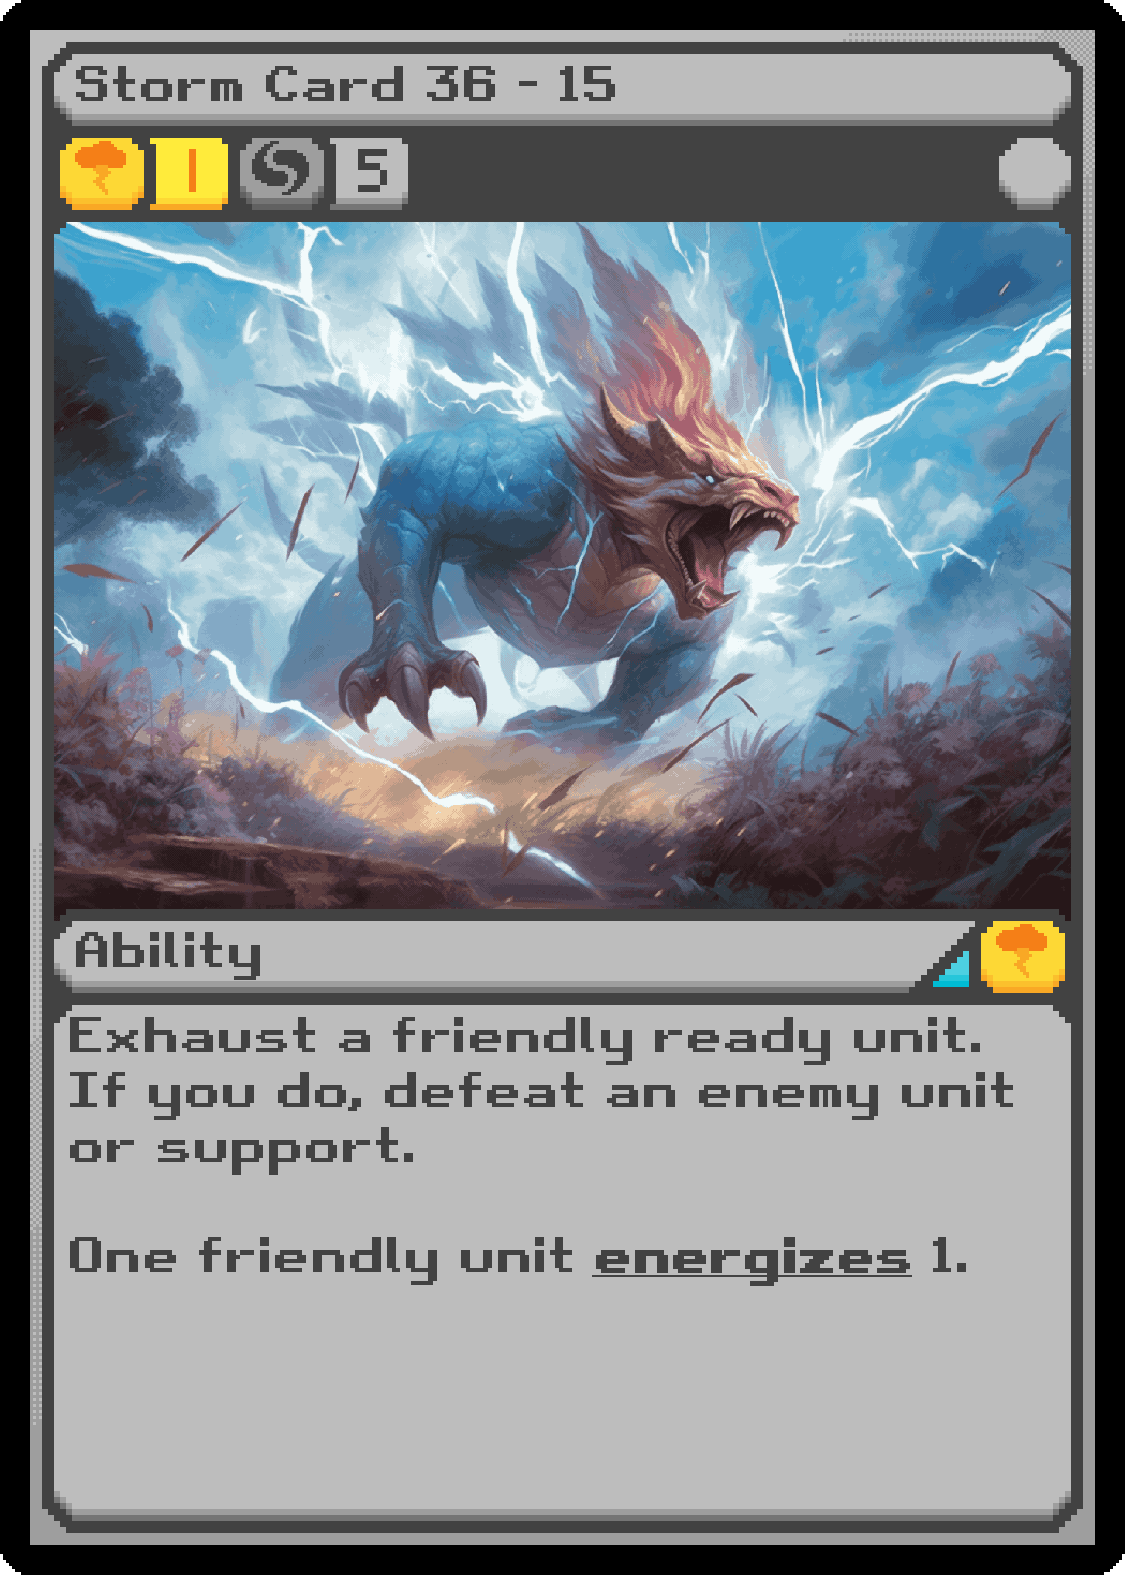 Storm Card 36 - 15
1 5
Ability
Exhaust a friendly ready unit.
If you do, defeat an enemy unit
or support.
One friendly unit energizes 1.